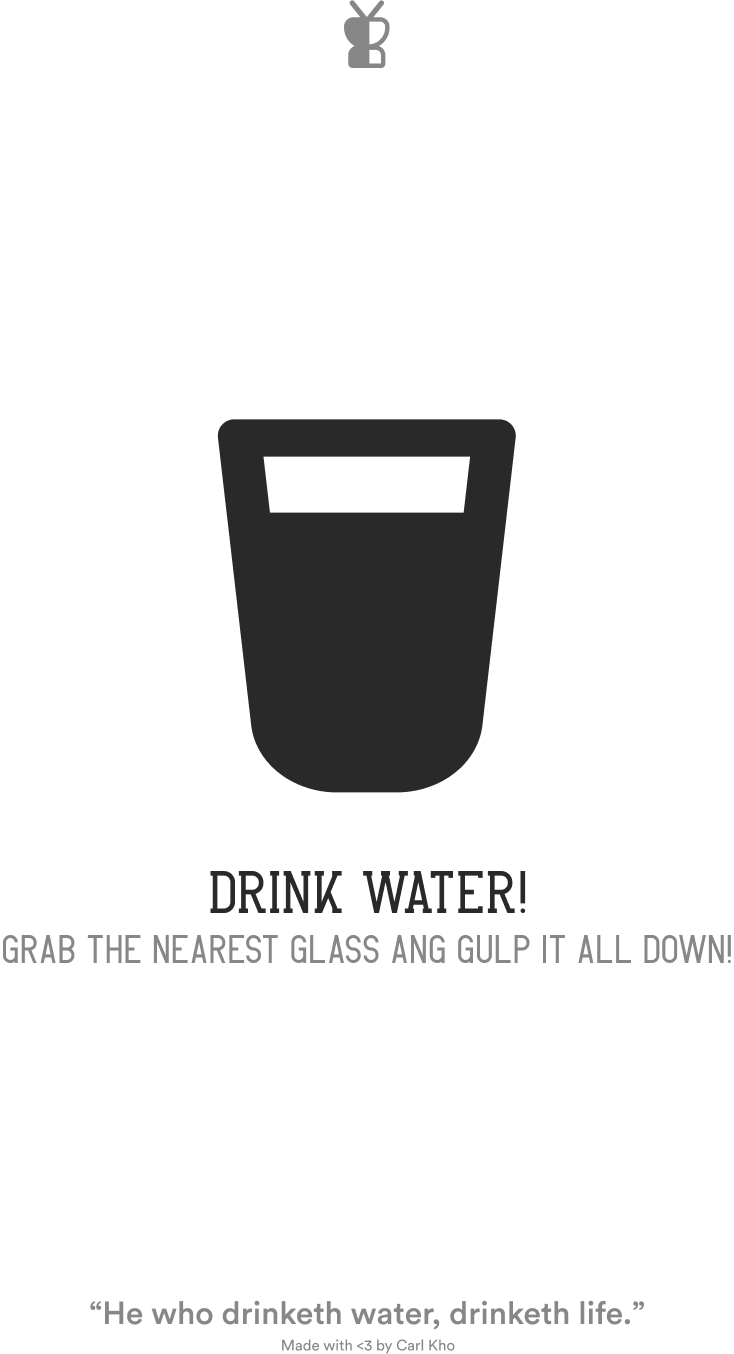 DRINK WATER!
GRAB THE NEAREST GLASS ANG GULP IT ALL DOWN!
“He who drinketh water, drinketh life.”
Made with <3 by Carl Kho